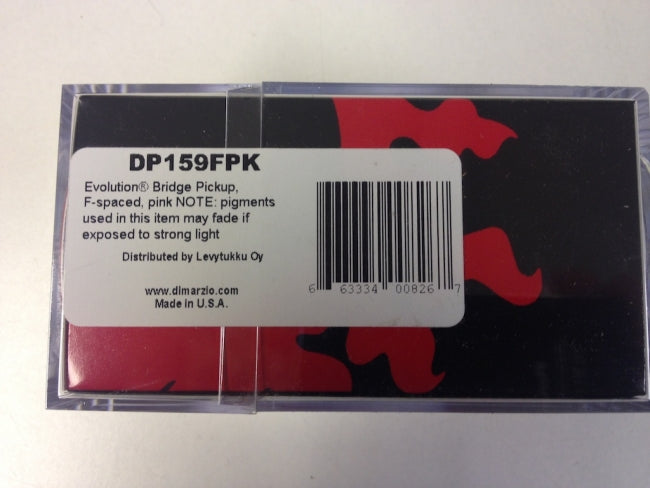 DP159FPK
Evolution® Bridge Pickup,
F-spaced, pink NOTE: pigments
used in this item may fade if
exposed to strong light
Distributed by Levytukku Oy
www.dimarzio.com
Made in U.S.A.
6 63334 00826 7